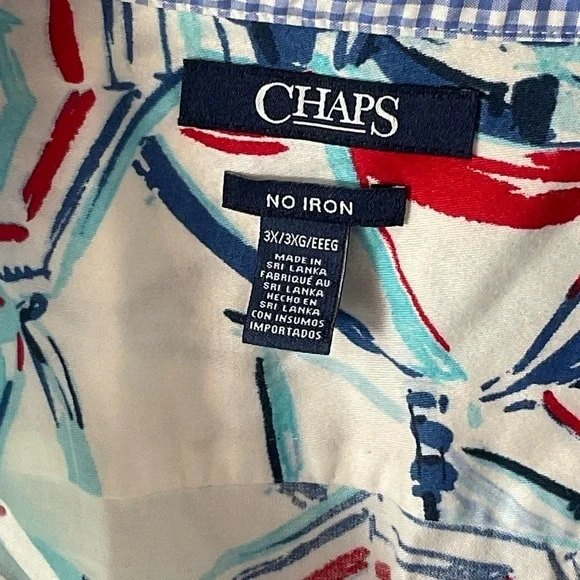 CHAPS
NO IRON
3X/3XG/EEEG
MADE IN
SRI LANKA
FABRIQUÉ AU
SRI LANKA
HECHO EN
SRI LANKA
CON INSUMOS
IMPORTADOS